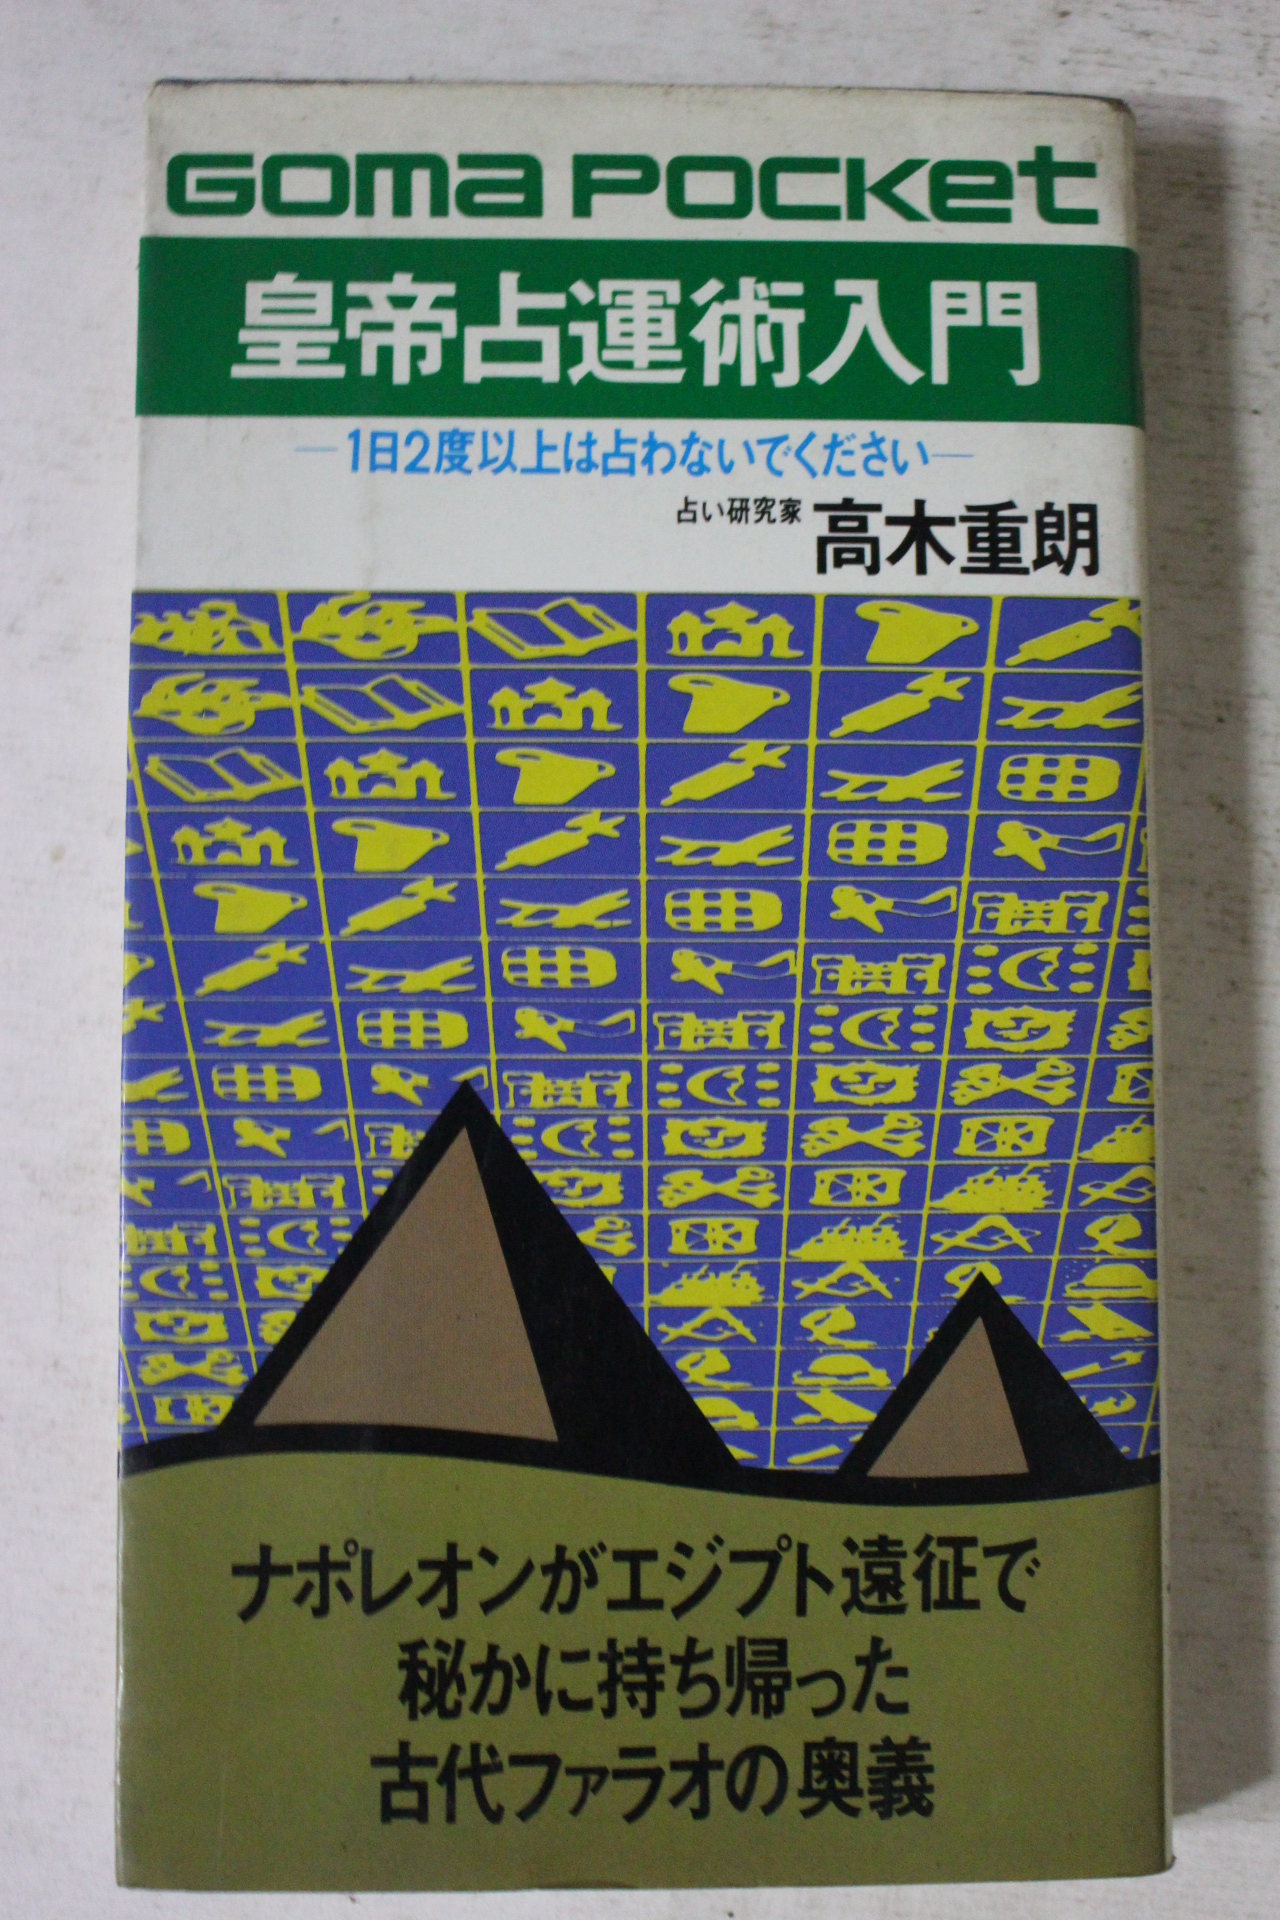 GOMA POCKET
皇帝占運術入門
―1日2度以上は占わないでください―
占い研究家 高木重朗
ナポレオンがエジプト遠征で
秘かに持ち帰った
古代ファラオの奥義